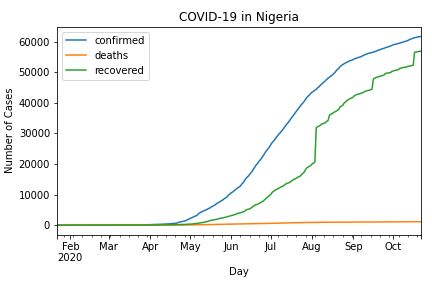 COVID-19 in Nigeria
confirmed
deaths
recovered
Number of Cases
60000
50000
40000
30000
20000
10000
0
Feb Mar Apr May Jun Jul Aug Sep Oct
2020
Day